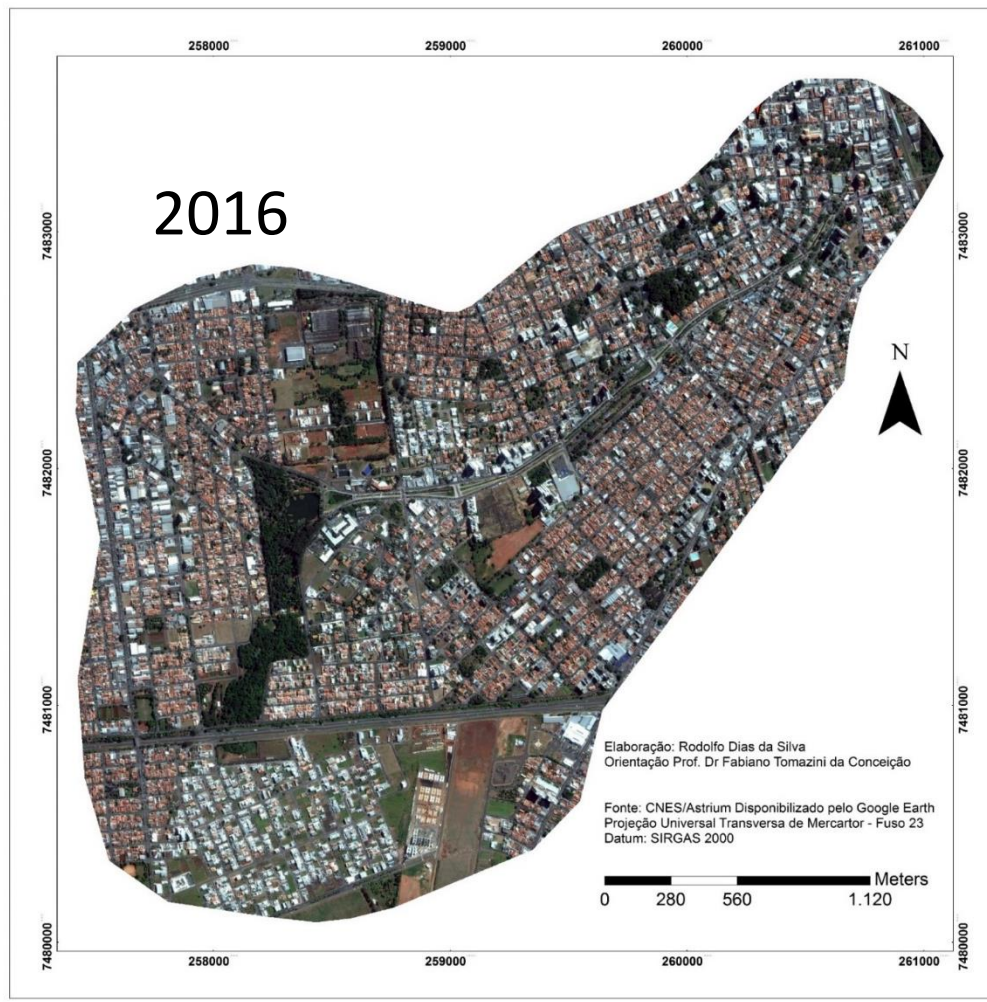 258000 259000 260000 261000
2016
7483000 7483000
N
7482000 7482000
7481000 7481000
Elaboração: Rodolfo Dias da Silva
Orientação Prof. Dr Fabiano Tomazini da Conceição
Fonte: CNES/Astrium Disponibilizado pelo Google Earth
Projeção Universal Transversa de Mercartor - Fuso 23
Datum: SIRGAS 2000
Meters
0 280 560 1.120
7480000 7480000
258000 259000 260000 261000